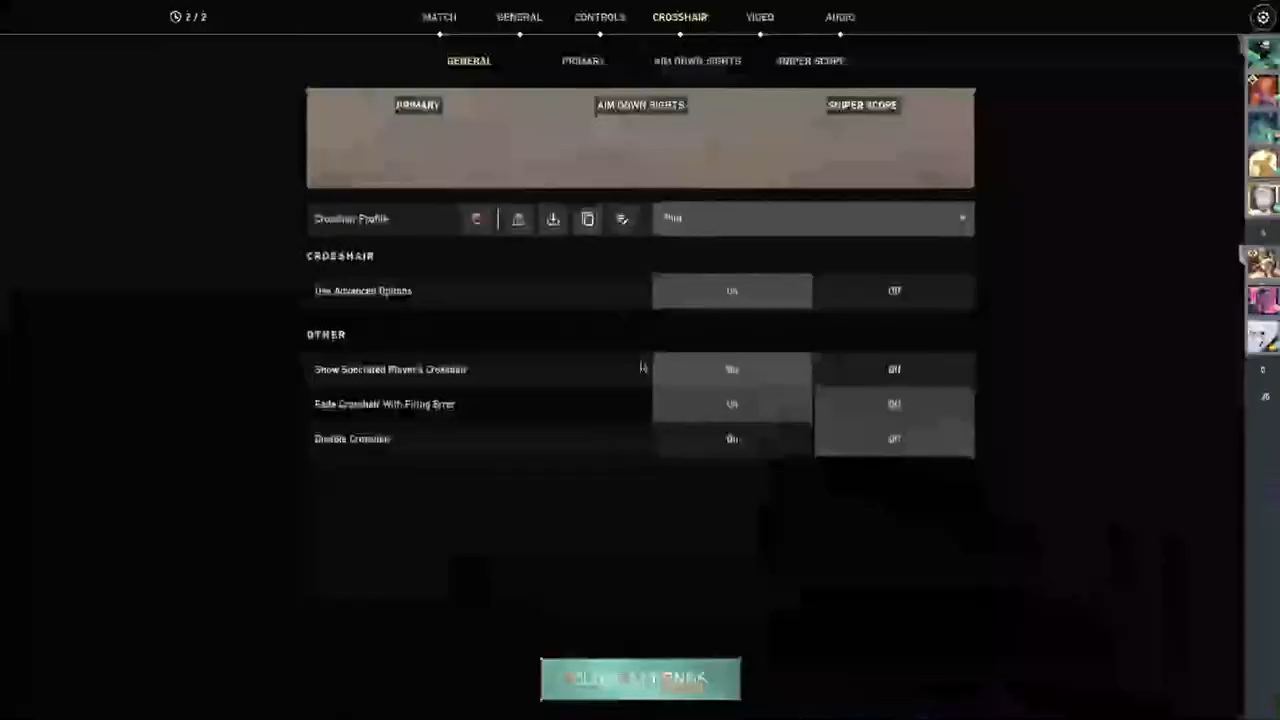 2 / 2
MATCH GENERAL CONTROLS CROSSHAIR VIDEO AUDIO
GENERAL PRIMARY AIM DOWN SIGHTS SNIPER SCOPE
PRIMARY AIM DOWN SIGHTS SNIPER SCOPE
Crosshair Profile
CROSSHAIR
Use Advanced Options On Off
OTHER
Show Spectated Player's Crosshair On Off
Fade Crosshair With Firing Error On Off
Disable Crosshair On Off